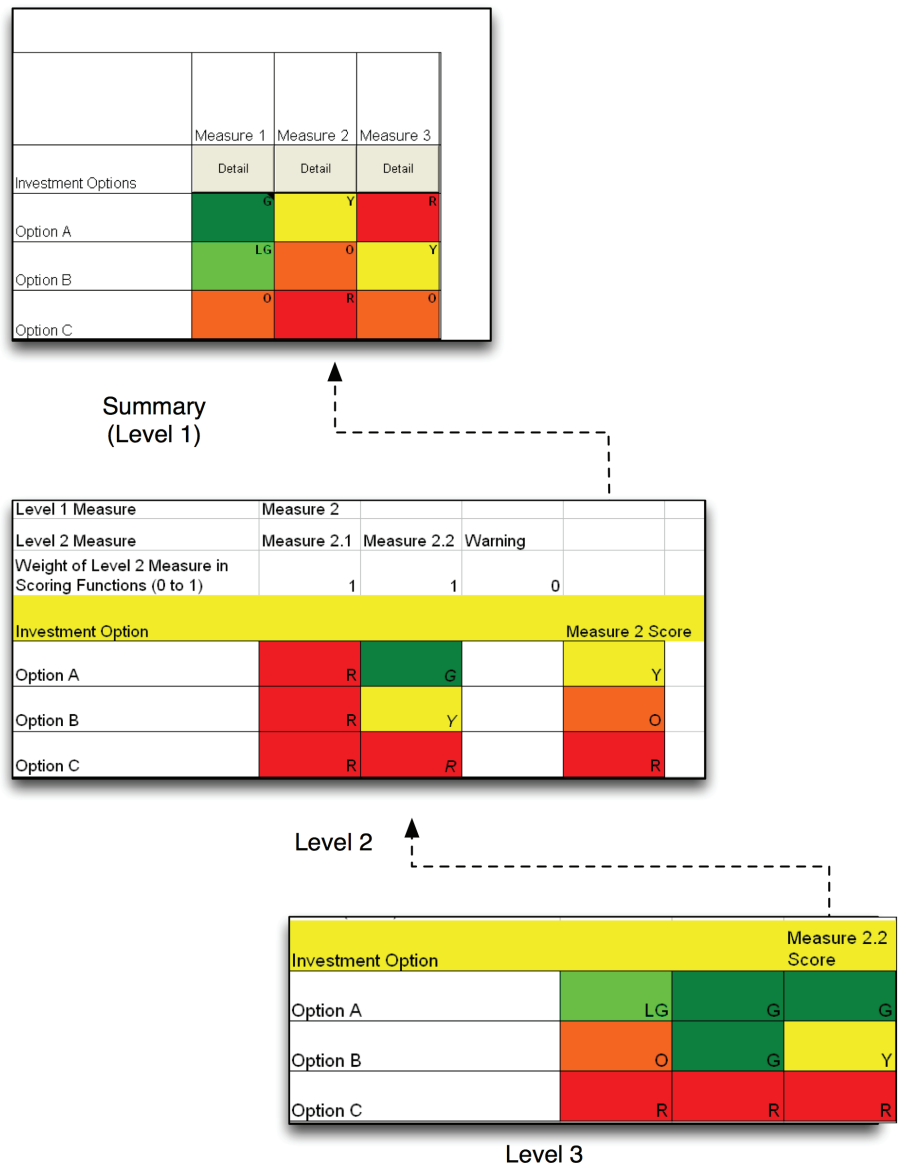 Measure 1 Measure 2 Measure 3
Detail Detail Detail
Investment Options
G Y R
Option A
LG O Y
Option B
O R O
Option C
Summary
(Level 1)
Level 1 Measure Measure 2
Level 2 Measure Measure 2.1 Measure 2.2 Warning
Weight of Level 2 Measure in
Scoring Functions (0 to 1) 1 1 0
Investment Option Measure 2 Score
Option A R G Y
Option B R Y O
Option C R R R
Level 2
Measure 2.2
Investment Option Score
Option A LG G G
Option B O G Y
Option C R R R
Level 3